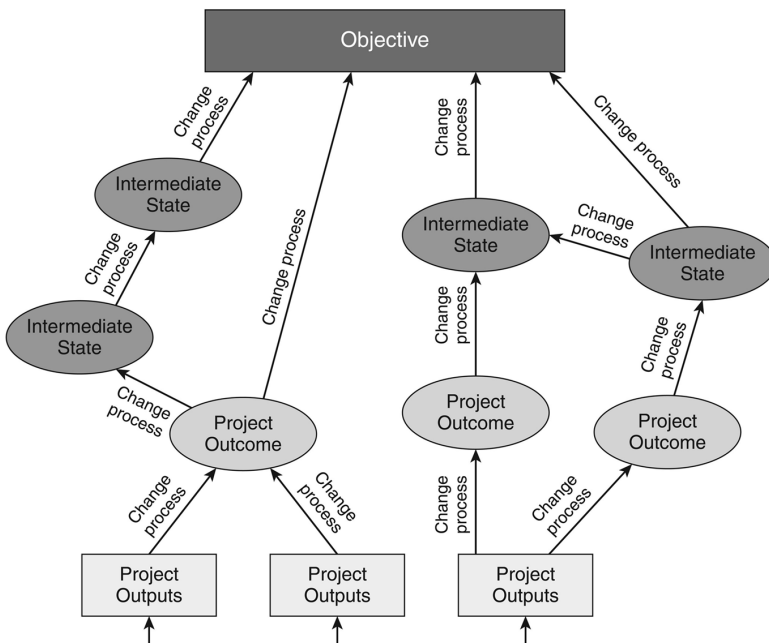 Objective
Change
process
Change process
Change
process
Change process
Intermediate
State
Intermediate
State
Change
process
Intermediate
State
Change
process
Intermediate
State
Change
process
Change
process
Change
process
Project
Outcome
Project
Outcome
Project
Outcome
Change
process
Change
process
Change
process
Change
process
Project
Outputs
Project
Outputs
Project
Outputs